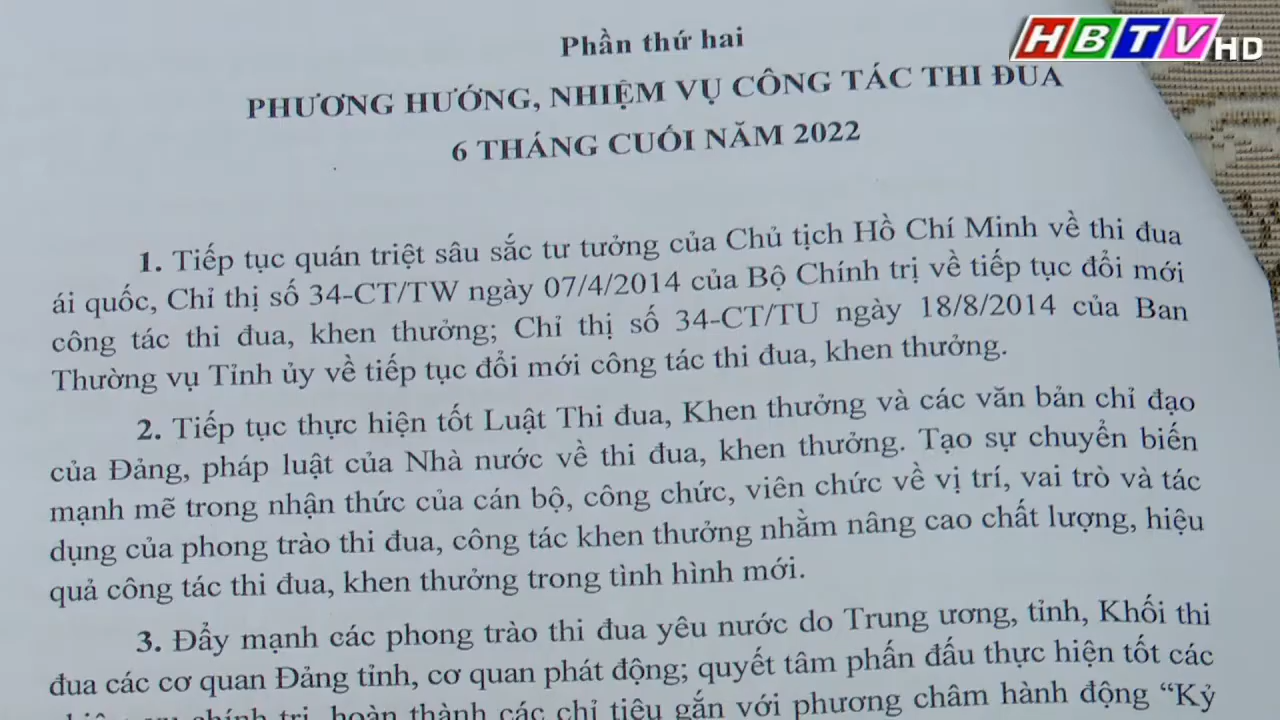 HBTV HD
Phần thứ hai
PHƯƠNG HƯỚNG, NHIỆM VỤ CÔNG TÁC THI ĐUA
6 THÁNG CUỐI NĂM 2022
1. Tiếp tục quán triệt sâu sắc tư tưởng của Chủ tịch Hồ Chí Minh về thi đua
ái quốc, Chỉ thị số 34-CT/TW ngày 07/4/2014 của Bộ Chính trị về tiếp tục đổi mới
công tác thi đua, khen thưởng; Chỉ thị số 34-CT/TU ngày 18/8/2014 của Ban
Thường vụ Tỉnh ủy về tiếp tục đổi mới công tác thi đua, khen thưởng.
2. Tiếp tục thực hiện tốt Luật Thi đua, Khen thưởng và các văn bản chỉ đạo
của Đảng, pháp luật của Nhà nước về thi đua, khen thưởng. Tạo sự chuyển biến
mạnh mẽ trong nhận thức của cán bộ, công chức, viên chức về vị trí, vai trò và tác
dụng của phong trào thi đua, công tác khen thưởng nhằm nâng cao chất lượng, hiệu
quả công tác thi đua, khen thưởng trong tình hình mới.
3. Đẩy mạnh các phong trào thi đua yêu nước do Trung ương, tỉnh, Khối thi
đua các cơ quan Đảng tỉnh, cơ quan phát động; quyết tâm phấn đấu thực hiện tốt các
chính trị, hoàn thành các chỉ tiêu gắn với phương châm hành động “Kỷ